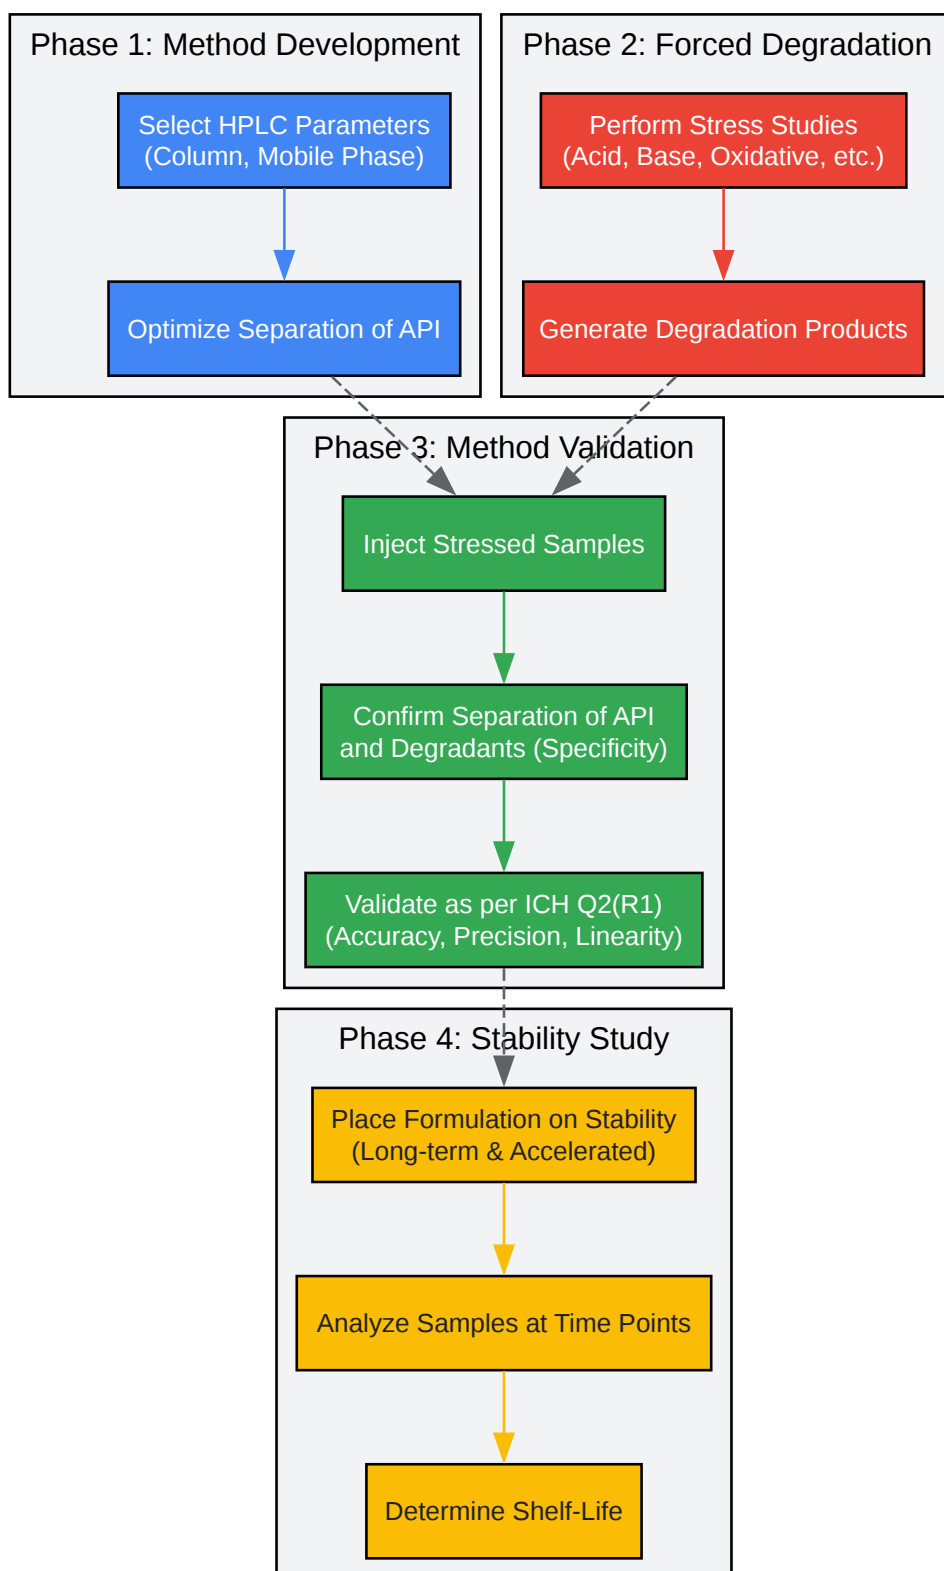 Phase 1: Method Development
Select HPLC Parameters
(Column, Mobile Phase)
Optimize Separation of API
Phase 2: Forced Degradation
Perform Stress Studies
(Acid, Base, Oxidative, etc.)
Generate Degradation Products
Phase 3: Method Validation
Inject Stressed Samples
Confirm Separation of API
and Degradants (Specificity)
Validate as per ICH Q2(R1)
(Accuracy, Precision, Linearity)
Phase 4: Stability Study
Place Formulation on Stability
(Long-term & Accelerated)
Analyze Samples at Time Points
Determine Shelf-Life